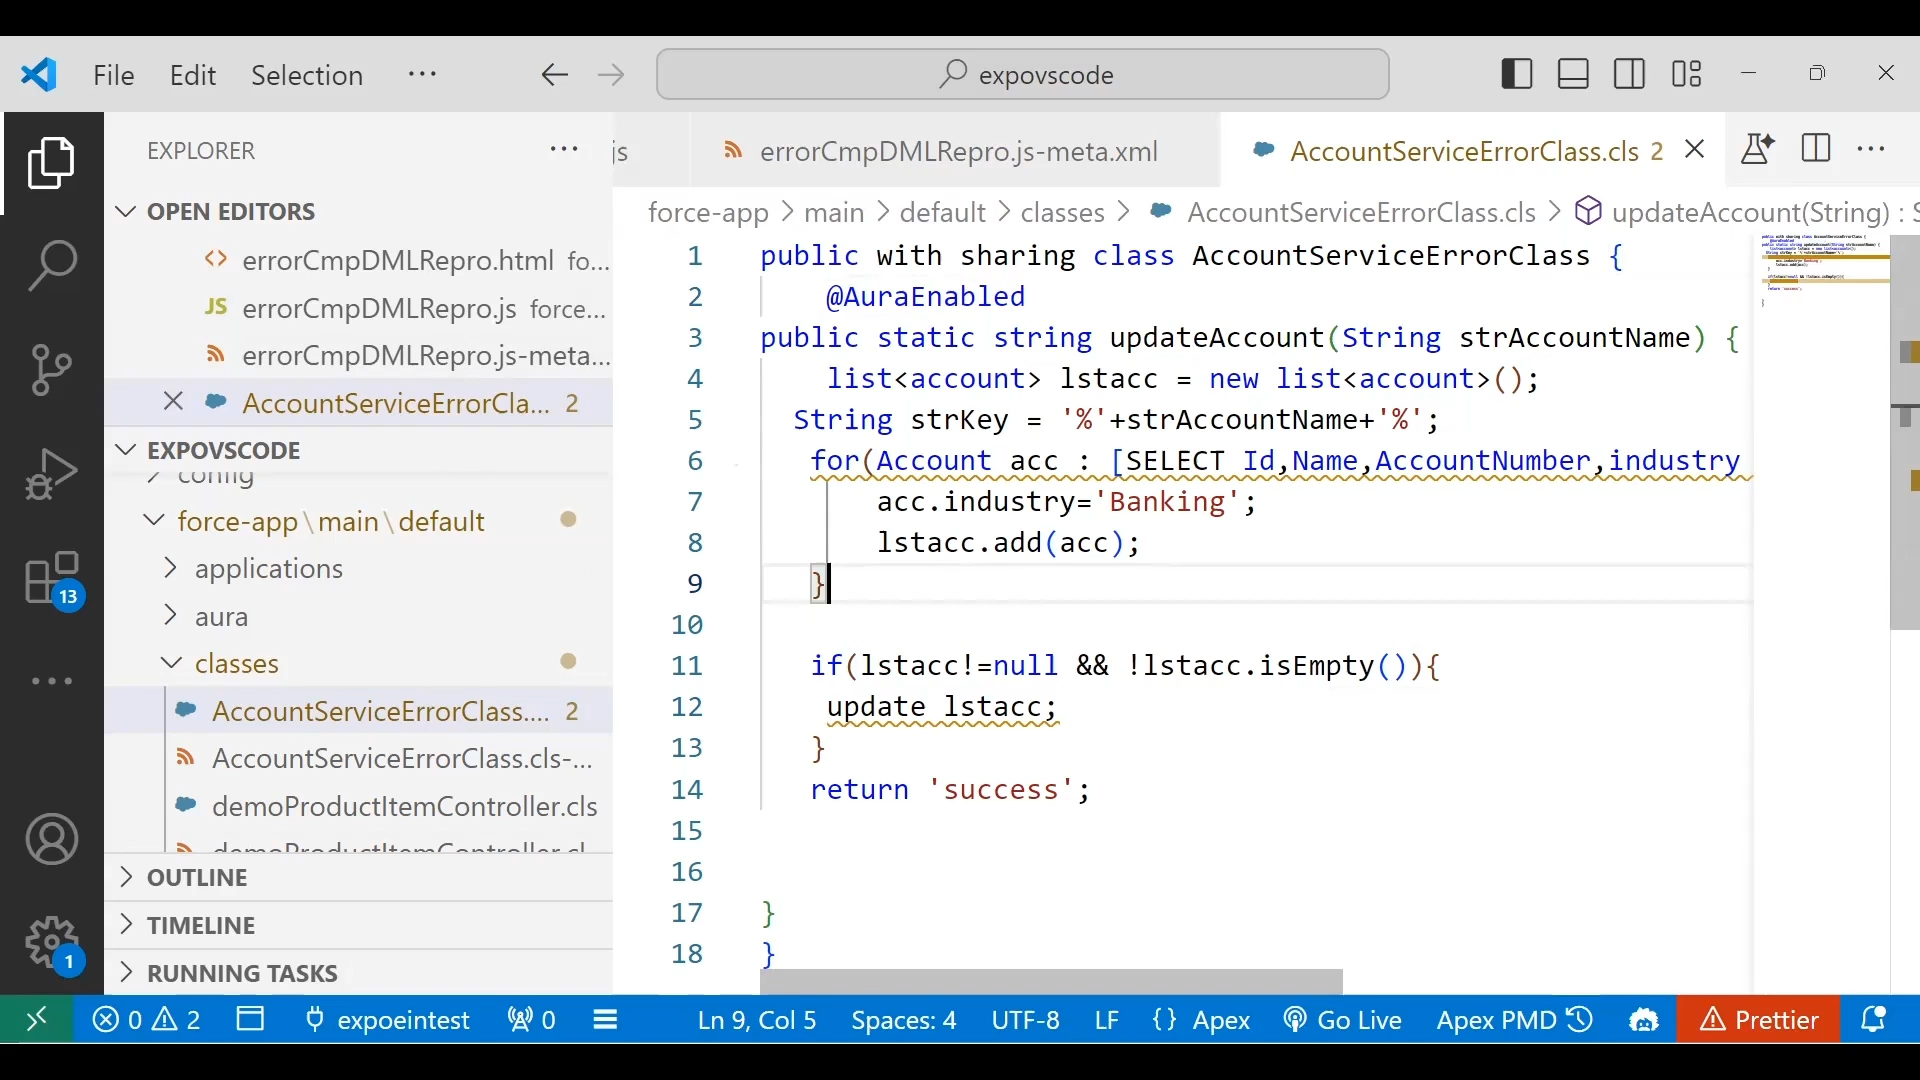 File Edit Selection ··· expovscode
EXPLORER ···
OPEN EDITORS
errorCmpDMLRepro.html fo...
errorCmpDMLRepro.js force...
errorCmpDMLRepro.js-meta...
AccountServiceErrorCla... 2
EXPOVSCODE
config
force-app\main\default
applications
aura
classes
AccountServiceErrorClass.... 2
AccountServiceErrorClass.cls-...
demoProductItemController.cls
demoProductItemController.cl
OUTLINE
TIMELINE
RUNNING TASKS
13
1
js errorCmpDMLRepro.js-meta.xml AccountServiceErrorClass.cls 2
force-app > main > default > classes > AccountServiceErrorClass.cls > updateAccount(String) : S
1 public with sharing class AccountServiceErrorClass {
2 @AuraEnabled
3 public static string updateAccount(String strAccountName) {
4 list<account> lstacc = new list<account>();
5 String strKey = '%'+strAccountName+'%';
6 for(Account acc : [SELECT Id,Name,AccountNumber,industry
7 acc.industry='Banking';
8 lstacc.add(acc);
9 }
10
11 if(lstacc!=null && !lstacc.isEmpty()){
12 update lstacc;
13 }
14 return 'success';
15
16
17 }
18 }
0 2 expoeintest 0 Ln 9, Col 5 Spaces: 4 UTF-8 LF {} Apex Go Live Apex PMD Prettier